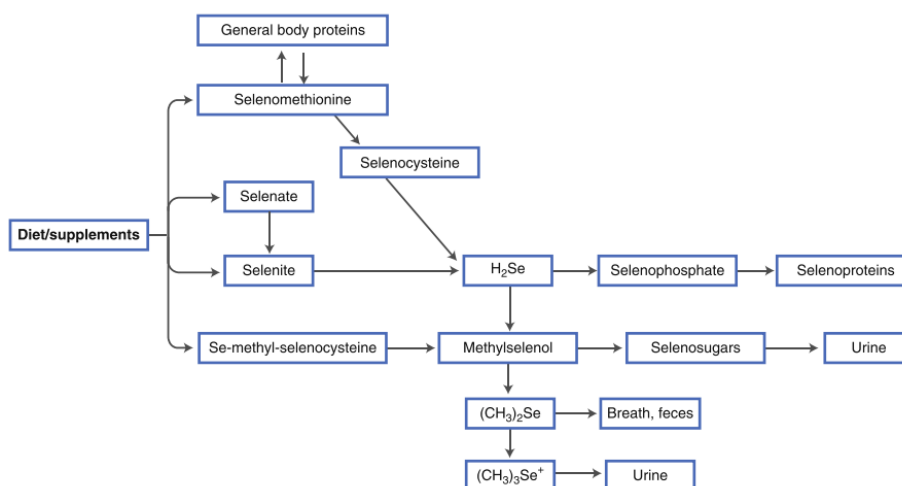 General body proteins
Selenomethionine
Selenocysteine
Selenate
Diet/supplements
Selenite
H₂Se
Selenophosphate
Selenoproteins
Se-methyl-selenocysteine
Methylselenol
Selenosugars
Urine
(CH₃)₂Se
Breath, feces
(CH₃)₃Se⁺
Urine